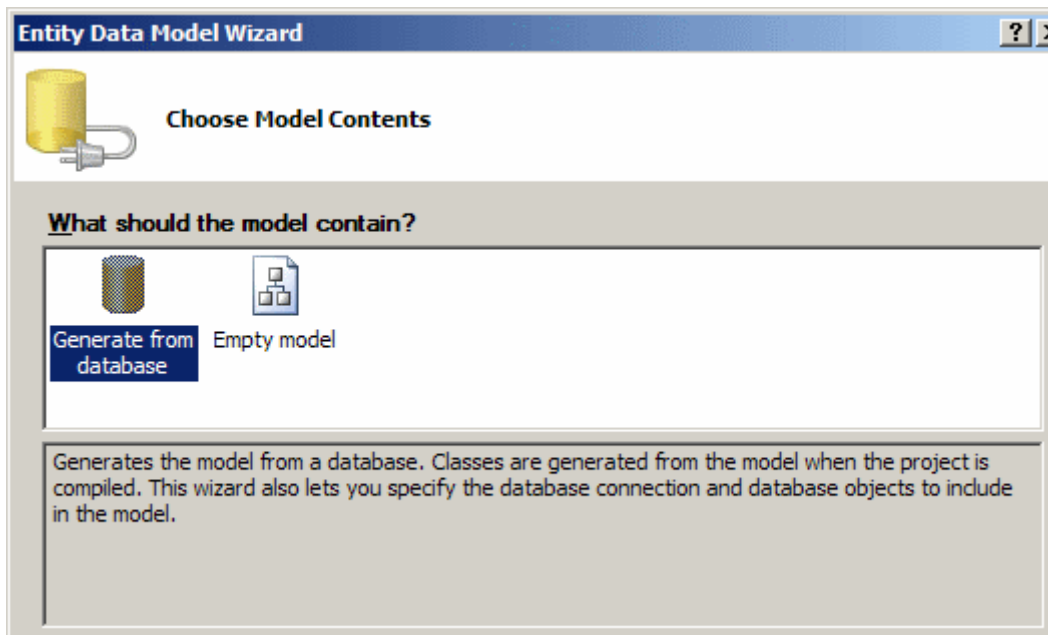 Entity Data Model Wizard
Choose Model Contents
What should the model contain?
Generate from
database
Empty model
Generates the model from a database. Classes are generated from the model when the project is
compiled. This wizard also lets you specify the database connection and database objects to include
in the model.